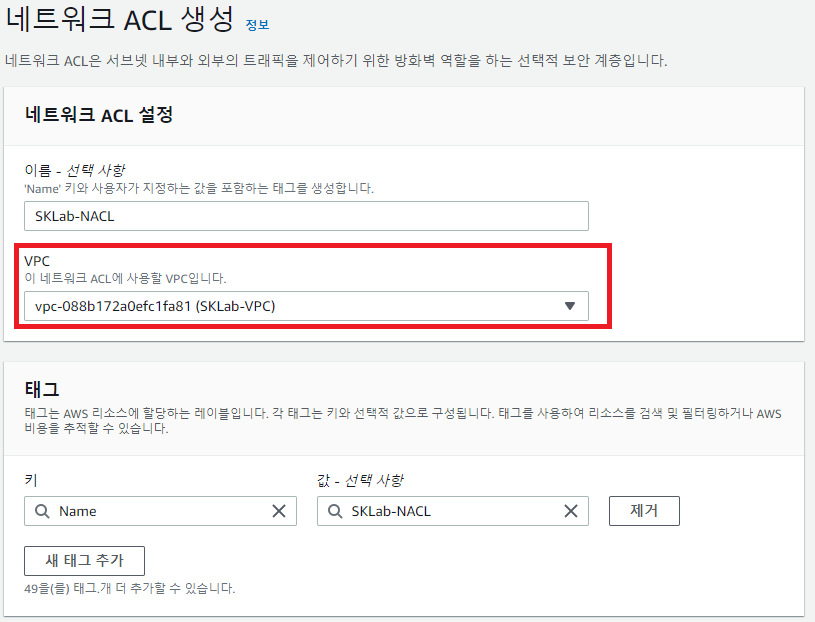 네트워크 ACL 생성 정보
네트워크 ACL은 서브넷 내부와 외부의 트래픽을 제어하기 위한 방화벽 역할을 하는 선택적 보안 계층입니다.
네트워크 ACL 설정
이름 - 선택 사항
'Name' 키와 사용자가 지정하는 값을 포함하는 태그를 생성합니다.
SKLab-NACL
VPC
이 네트워크 ACL에 사용할 VPC입니다.
vpc-088b172a0efc1fa81 (SKLab-VPC)
태그
태그는 AWS 리소스에 할당하는 레이블입니다. 각 태그는 키와 선택적 값으로 구성됩니다. 태그를 사용하여 리소스를 검색 및 필터링하거나 AWS
비용을 추적할 수 있습니다.
키 값 - 선택 사항
Name SKLab-NACL 제거
새 태그 추가
49을(를) 태그.개 더 추가할 수 있습니다.